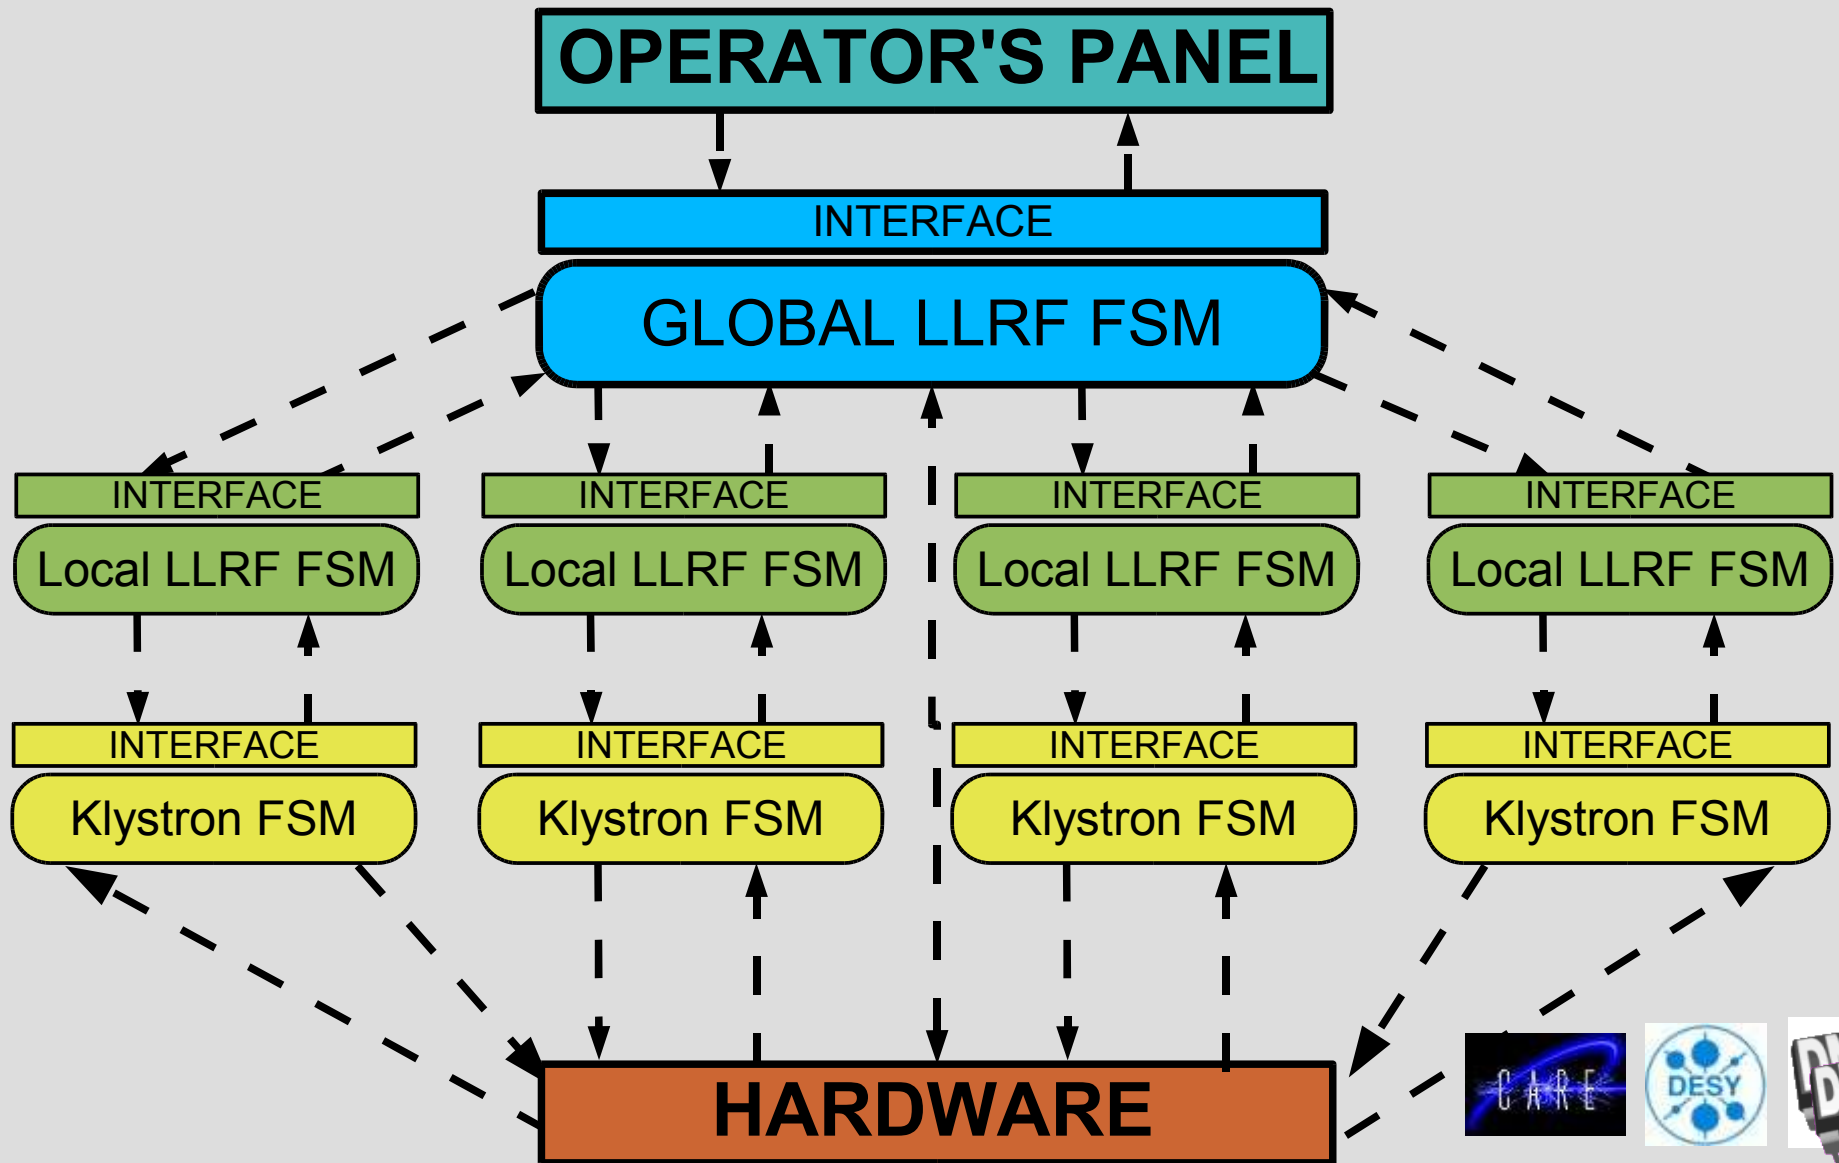 OPERATOR'S PANEL
INTERFACE
GLOBAL LLRF FSM
INTERFACE
INTERFACE
INTERFACE
INTERFACE
Local LLRF FSM
Local LLRF FSM
Local LLRF FSM
Local LLRF FSM
INTERFACE
INTERFACE
INTERFACE
INTERFACE
Klystron FSM
Klystron FSM
Klystron FSM
Klystron FSM
HARDWARE
CARE
DESY